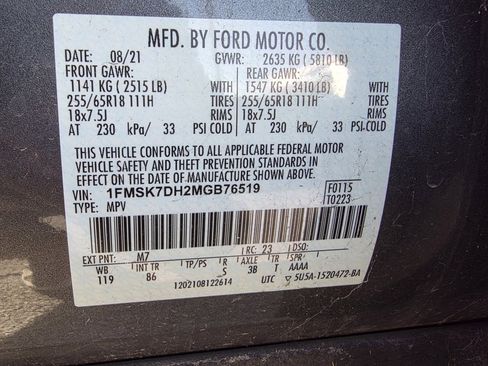 MFD. BY FORD MOTOR CO.
DATE: 08/21 GVWR: 2635 KG ( 5810 LB)
FRONT GAWR: REAR GAWR:
1141 KG ( 2515 LB) WITH 1547 KG ( 3410 LB) WITH
255/65R18 111H TIRES 255/65R18 111H TIRES
18x7.5J RIMS 18x7.5J RIMS
AT 230 kPa/ 33 PSI COLD AT 230 kPa/ 33 PSI COLD
THIS VEHICLE CONFORMS TO ALL APPLICABLE FEDERAL MOTOR
VEHICLE SAFETY AND THEFT PREVENTION STANDARDS IN
EFFECT ON THE DATE OF MANUFACTURE SHOWN ABOVE.
VIN: 1FMSK7DH2MGB76519 F0115
TYPE: MPV T0223
EXT PNT: M7 RC: 23 DSO:
WB INT TR TP/PS R AXLE TR SPR
119 86 S 3B T AAAA
1202108122614 UTC ▽ 5U5A-1520472-BA